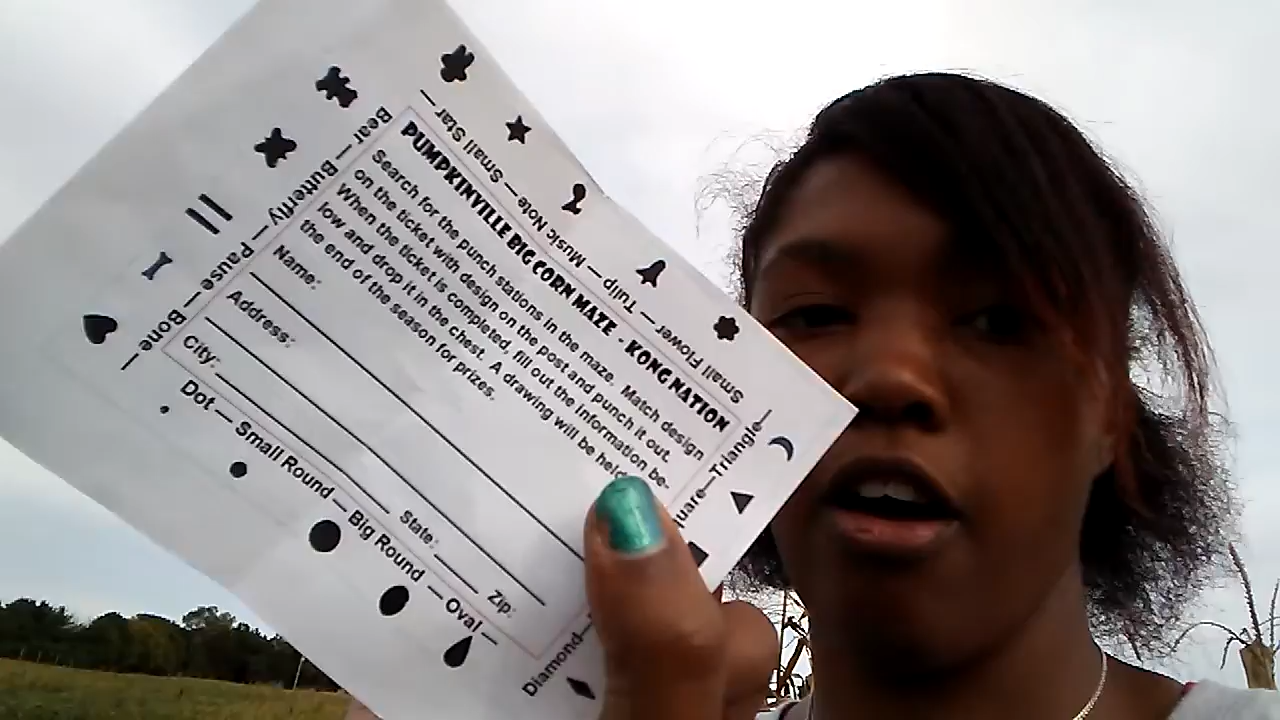 PUMPKINVILLE BIG CORN MAZE - KONG NATION
Search for the punch stations in the maze. Match design
on the ticket with design on the post and punch it out.
When the ticket is completed, fill out the information be-
low and drop it in the chest. A drawing will be held
the end of the season for prizes.
Name:
Address:
City: State: Zip:
— Small Star — Music Note — Tulip — Small Flower
Triangle—
Diamond—
Dot — Small Round — Big Round — Oval —
— Bone — Pause — Butterfly — Bear